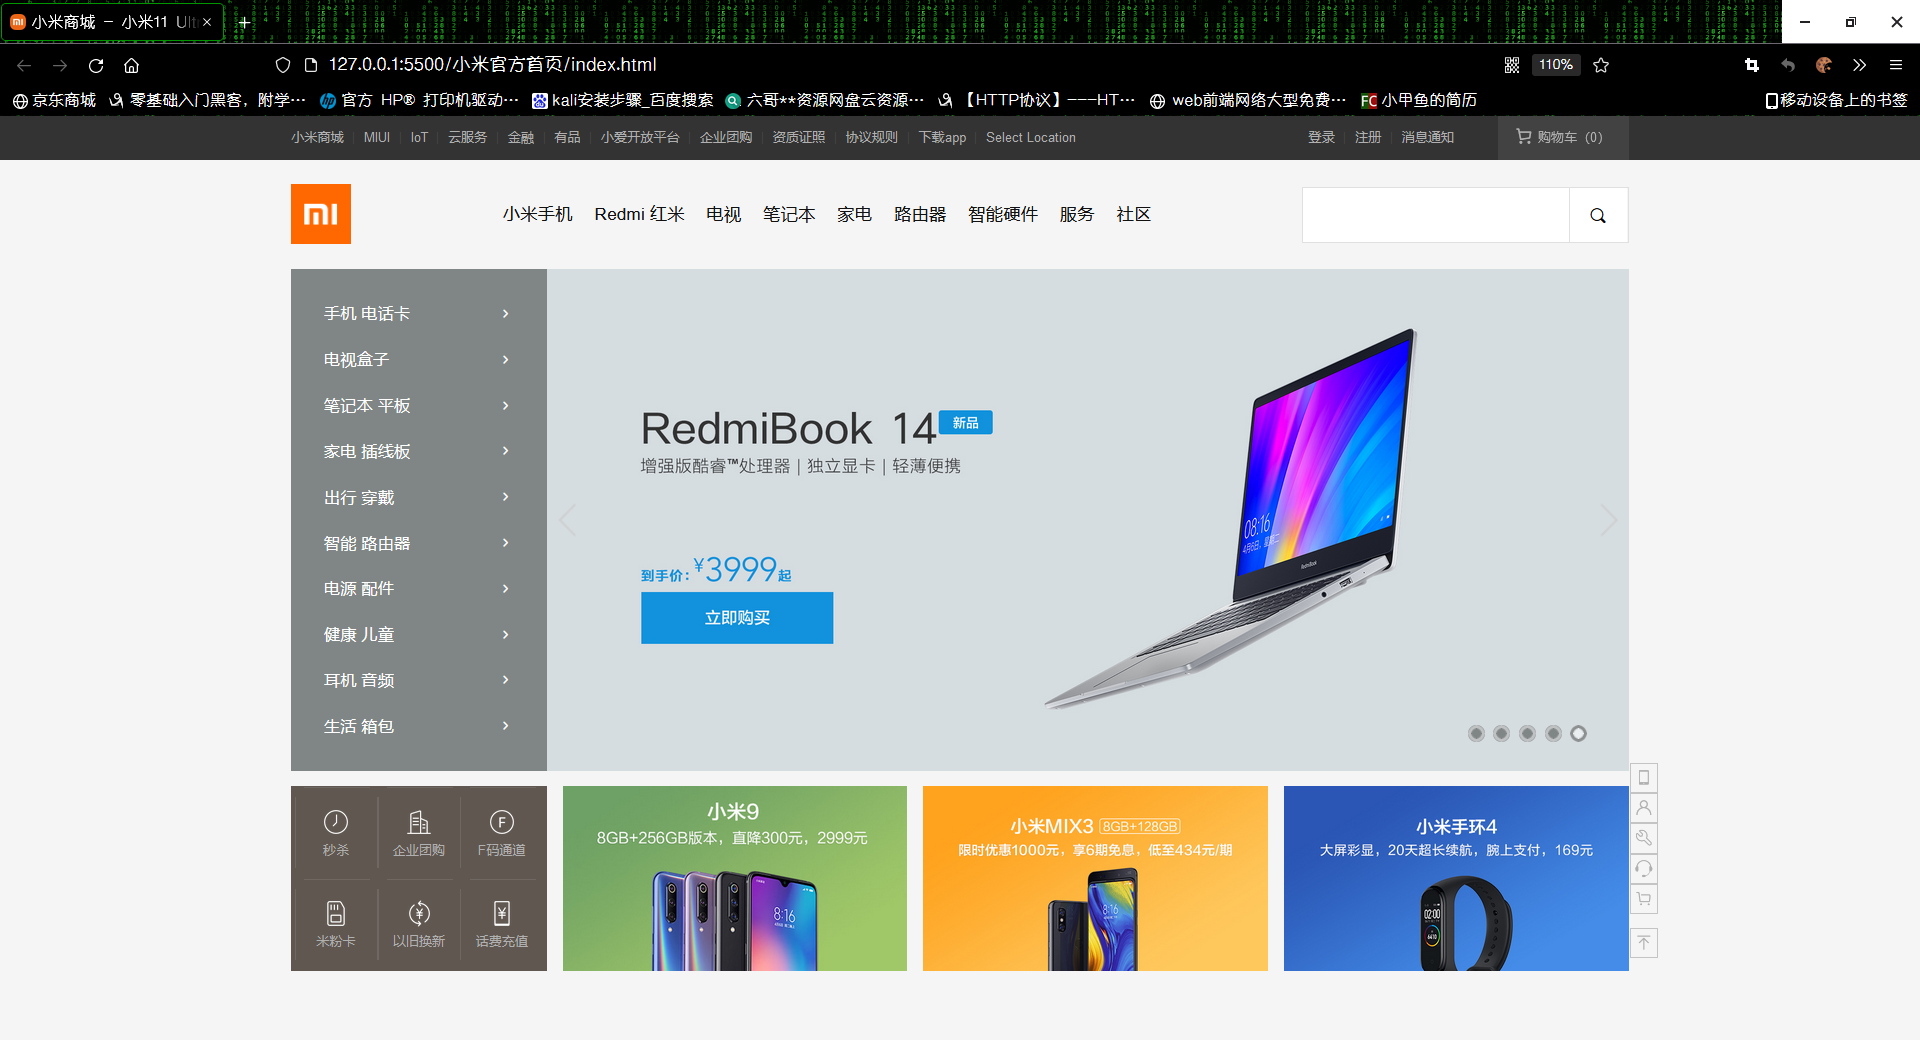 小米商城 － 小米11 Ult
127.0.0.1:5500/小米官方首页/index.html
110%
京东商城 零基础入门黑客，附学… 官方 HP® 打印机驱动… kali安装步骤_百度搜索 六哥**资源网盘云资源… 【HTTP协议】---HT… web前端网络大型免费… FC 小甲鱼的简历 移动设备上的书签
小米商城 MIUI IoT 云服务 金融 有品 小爱开放平台 企业团购 资质证照 协议规则 下载app Select Location 登录 注册 消息通知 购物车 (0)
mi
小米手机 Redmi 红米 电视 笔记本 家电 路由器 智能硬件 服务 社区
手机 电话卡
电视盒子
笔记本 平板
家电 插线板
出行 穿戴
智能 路由器
电源 配件
健康 儿童
耳机 音频
生活 箱包
RedmiBook 14 新品
增强版酷睿™处理器 | 独立显卡 | 轻薄便携
到手价：¥3999起
立即购买
08:16
4月6日，星期二
RedmiBook
秒杀 企业团购 F码通道
米粉卡 以旧换新 话费充值
小米9
8GB+256GB版本，直降300元，2999元
8:16
小米MIX3 8GB+128GB
限时优惠1000元，享6期免息，低至434元/期
8:16
小米手环4
大屏彩显，20天超长续航，腕上支付，169元
02:00